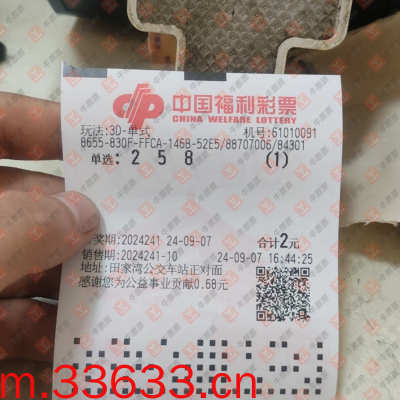 中国福利彩票
CHINA WELFARE LOTTERY
玩法:3D-单式 机号:61010091
8655-830F-FFCA-1468-52E5/88707006/84301
单选: 2 5 8 (1)
奖期:2024241 24-09-07 合计2元
销售期:2024241-10 24-09-07 16:44:25
地址:田家湾公交车站正对面
感谢您为公益事业贡献0.68元
m.33633.cn